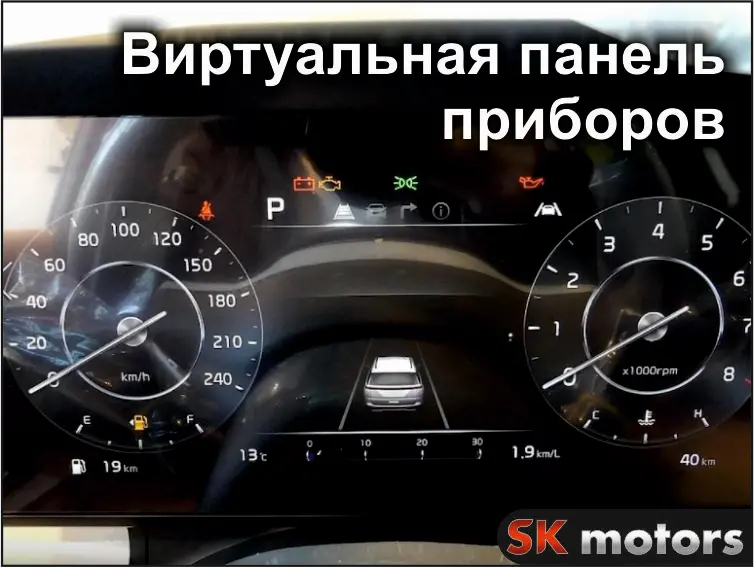 Виртуальная панель
приборов
P
80 100 120
60 150
40 180
20 210
0 240
km/h
E F
19 km
13°C
0 10 20 30
1.9 km/L
3 4 5
2 6
1 7
0 8
x1000rpm
C H
40 km
SK motors